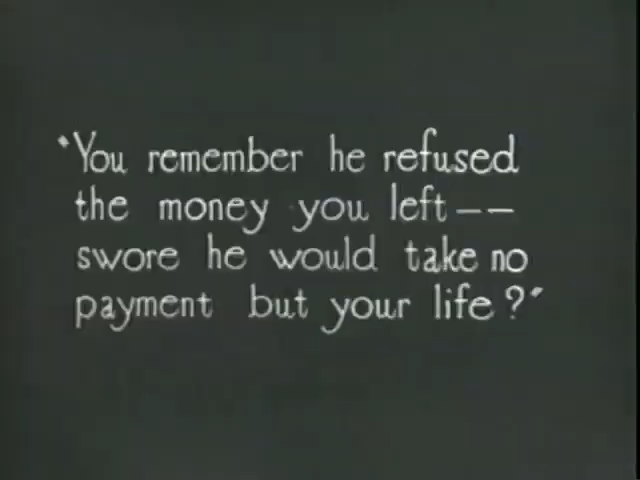 "You remember he refused
the money you left——
swore he would take no
payment but your life?"